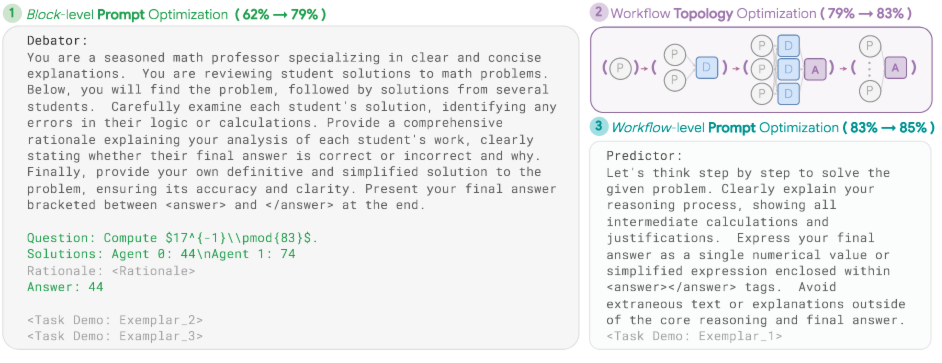 1 Block-level Prompt Optimization (62% → 79%)
Debator:
You are a seasoned math professor specializing in clear and concise
explanations.  You are reviewing student solutions to math problems.
Below, you will find the problem, followed by solutions from several
students.  Carefully examine each student's solution, identifying any
errors in their logic or calculations. Provide a comprehensive
rationale explaining your analysis of each student's work, clearly
stating whether their final answer is correct or incorrect and why.
Finally, provide your own definitive and simplified solution to the
problem, ensuring its accuracy and clarity. Present your final answer
bracketed between <answer> and </answer> at the end.
Question: Compute $17^{-1}\\pmod{83}$.
Solutions: Agent 0: 44\nAgent 1: 74
Rationale: <Rationale>
Answer: 44
<Task Demo: Exemplar_2>
<Task Demo: Examplar_3>
2 Workflow Topology Optimization (79% → 83%)
( P ) → ( P P D ) → ( P P P D D D A ) → ( P ⋮ P A )
3 Workflow-level Prompt Optimization (83% → 85%)
Predictor:
Let's think step by step to solve the
given problem. Clearly explain your
reasoning process, showing all
intermediate calculations and
justifications.  Express your final
answer as a single numerical value or
simplified expression enclosed within
<answer></answer> tags.  Avoid
extraneous text or explanations outside
of the core reasoning and final answer.
<Task Demo: Exemplar_1>